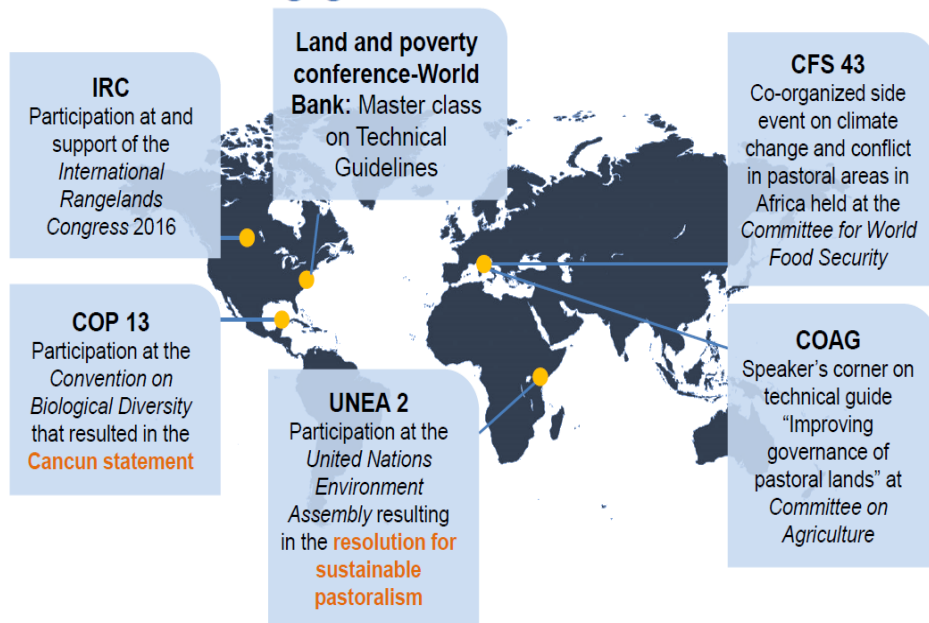 IRC
Participation at and
support of the
International
Rangelands
Congress 2016
Land and poverty
conference-World
Bank: Master class
on Technical
Guidelines
CFS 43
Co-organized side
event on climate
change and conflict
in pastoral areas in
Africa held at the
Committee for World
Food Security
COP 13
Participation at the
Convention on
Biological Diversity
that resulted in the
Cancun statement
UNEA 2
Participation at the
United Nations
Environment
Assembly resulting
in the resolution for
sustainable
pastoralism
COAG
Speaker’s corner on
technical guide
“Improving
governance of
pastoral lands” at
Committee on
Agriculture